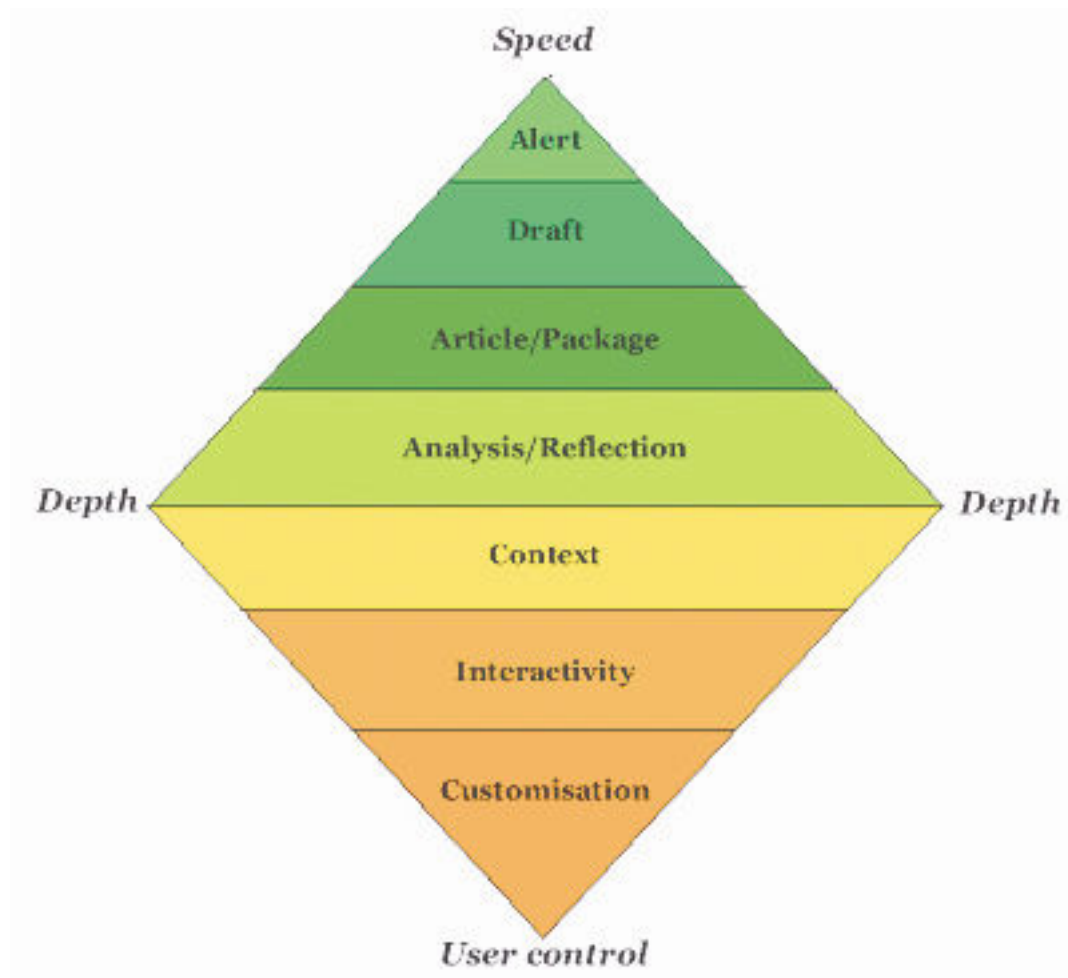 Speed
Alert
Draft
Article/Package
Analysis/Reflection
Depth
Depth
Context
Interactivity
Customisation
User control